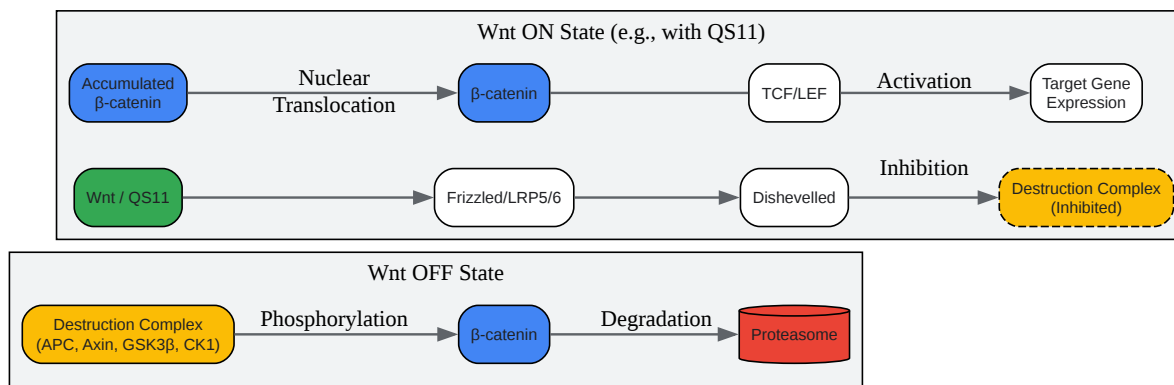 Wnt ON State (e.g., with QS11)
Accumulated
β-catenin
Nuclear
Translocation
β-catenin
TCF/LEF
Activation
Target Gene
Expression
Wnt / QS11
Frizzled/LRP5/6
Dishevelled
Inhibition
Destruction Complex
(Inhibited)
Wnt OFF State
Destruction Complex
(APC, Axin, GSK3β, CK1)
Phosphorylation
β-catenin
Degradation
Proteasome